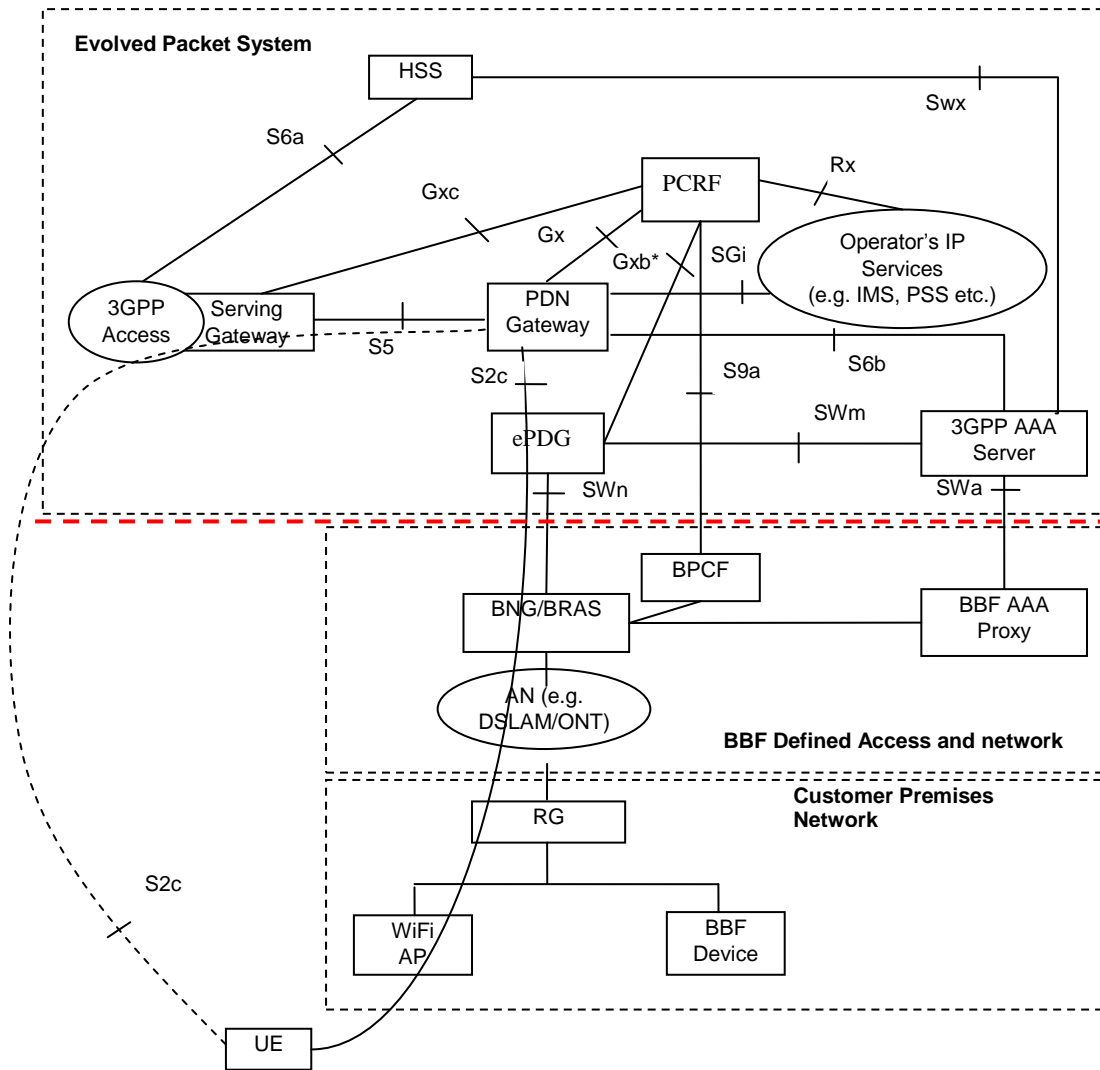 Evolved Packet System
HSS
Swx
S6a
Rx
PCRF
Gxc
Gx
Gxb*
SGi
Operator's IP
Services
(e.g. IMS, PSS etc.)
3GPP
Access
Serving
Gateway
PDN
Gateway
S5
S6b
S2c
S9a
SWm
ePDG
3GPP AAA
Server
SWn
SWa
BPCF
BNG/BRAS
BBF AAA
Proxy
AN (e.g.
DSLAM/ONT)
BBF Defined Access and network
Customer Premises
Network
RG
S2c
WiFi
AP
BBF
Device
UE